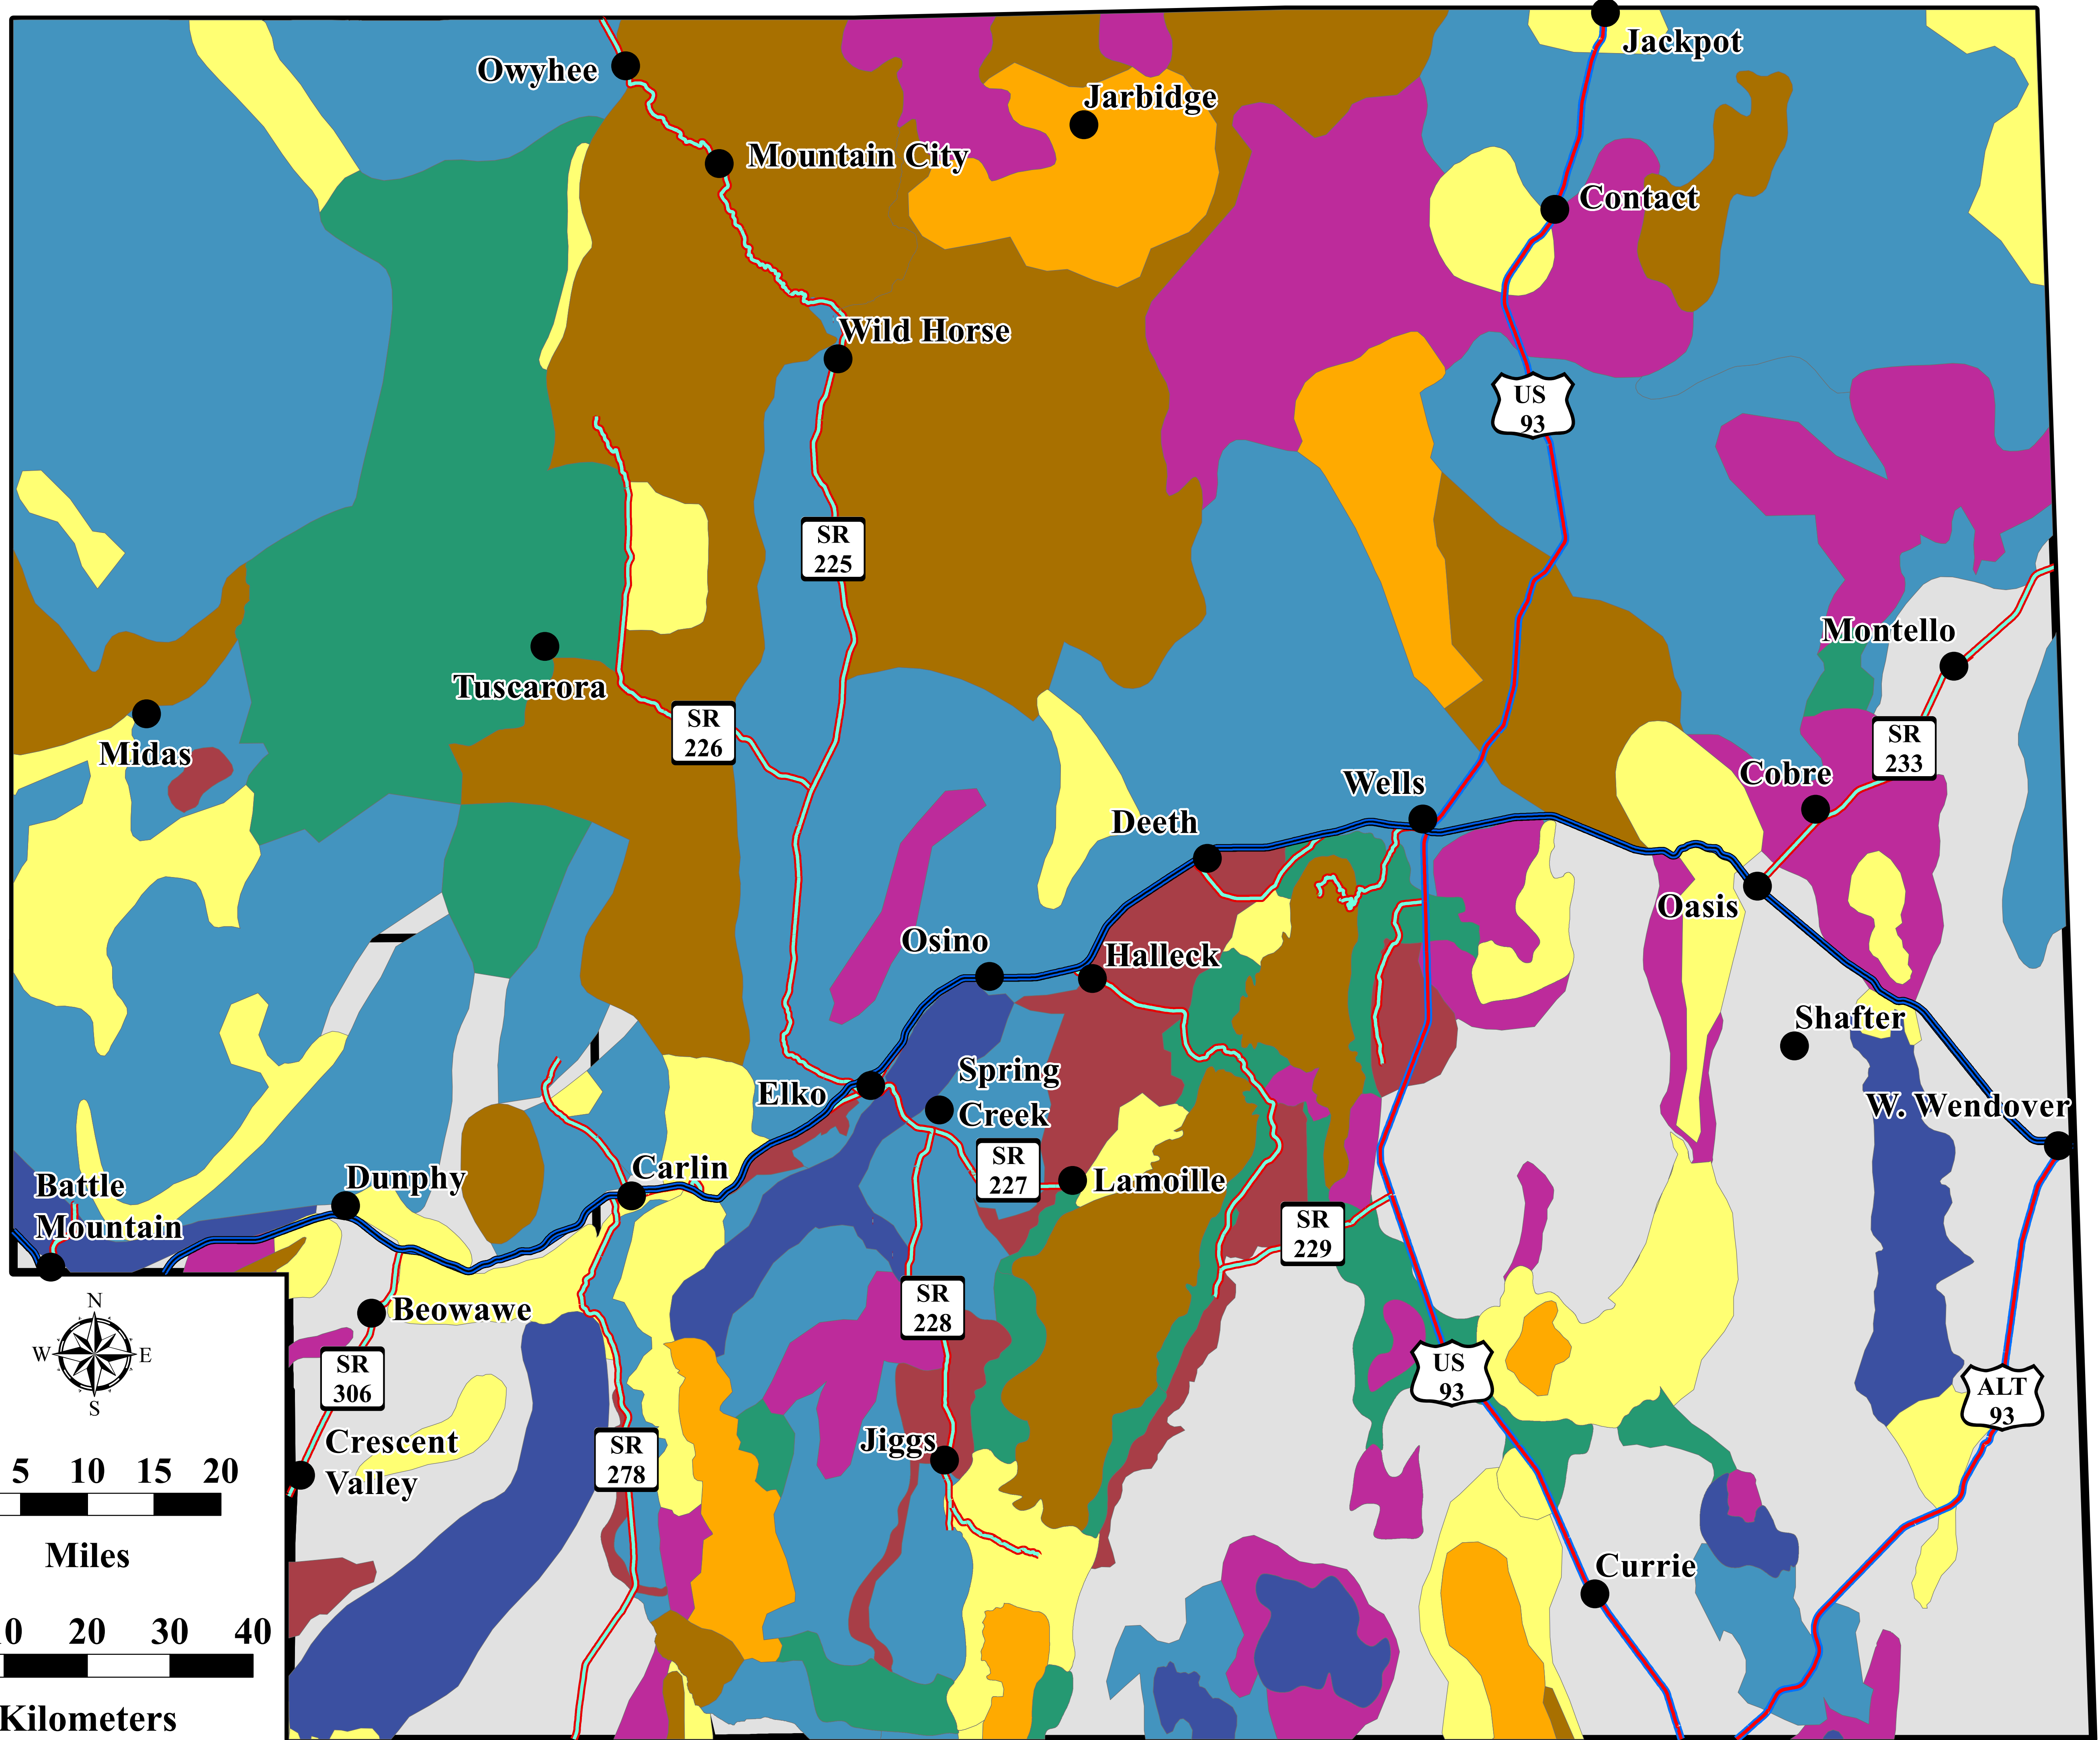 Jackpot
Owyhee
Jarbidge
Mountain City
Contact
Wild Horse
US
93
SR
225
Montello
Tuscarora
SR
226
SR
233
Midas
Cobre
Wells
Deeth
Oasis
Osino
Halleck
Shafter
Elko
Spring
Creek
W. Wendover
Carlin
SR
227
Lamoille
Dunphy
Battle
Mountain
SR
229
N
W
E
S
Beowawe
SR
228
SR
306
US
93
ALT
93
Crescent
Valley
SR
278
Jiggs
5 10 15 20
Miles
Currie
20 30 40
Kilometers